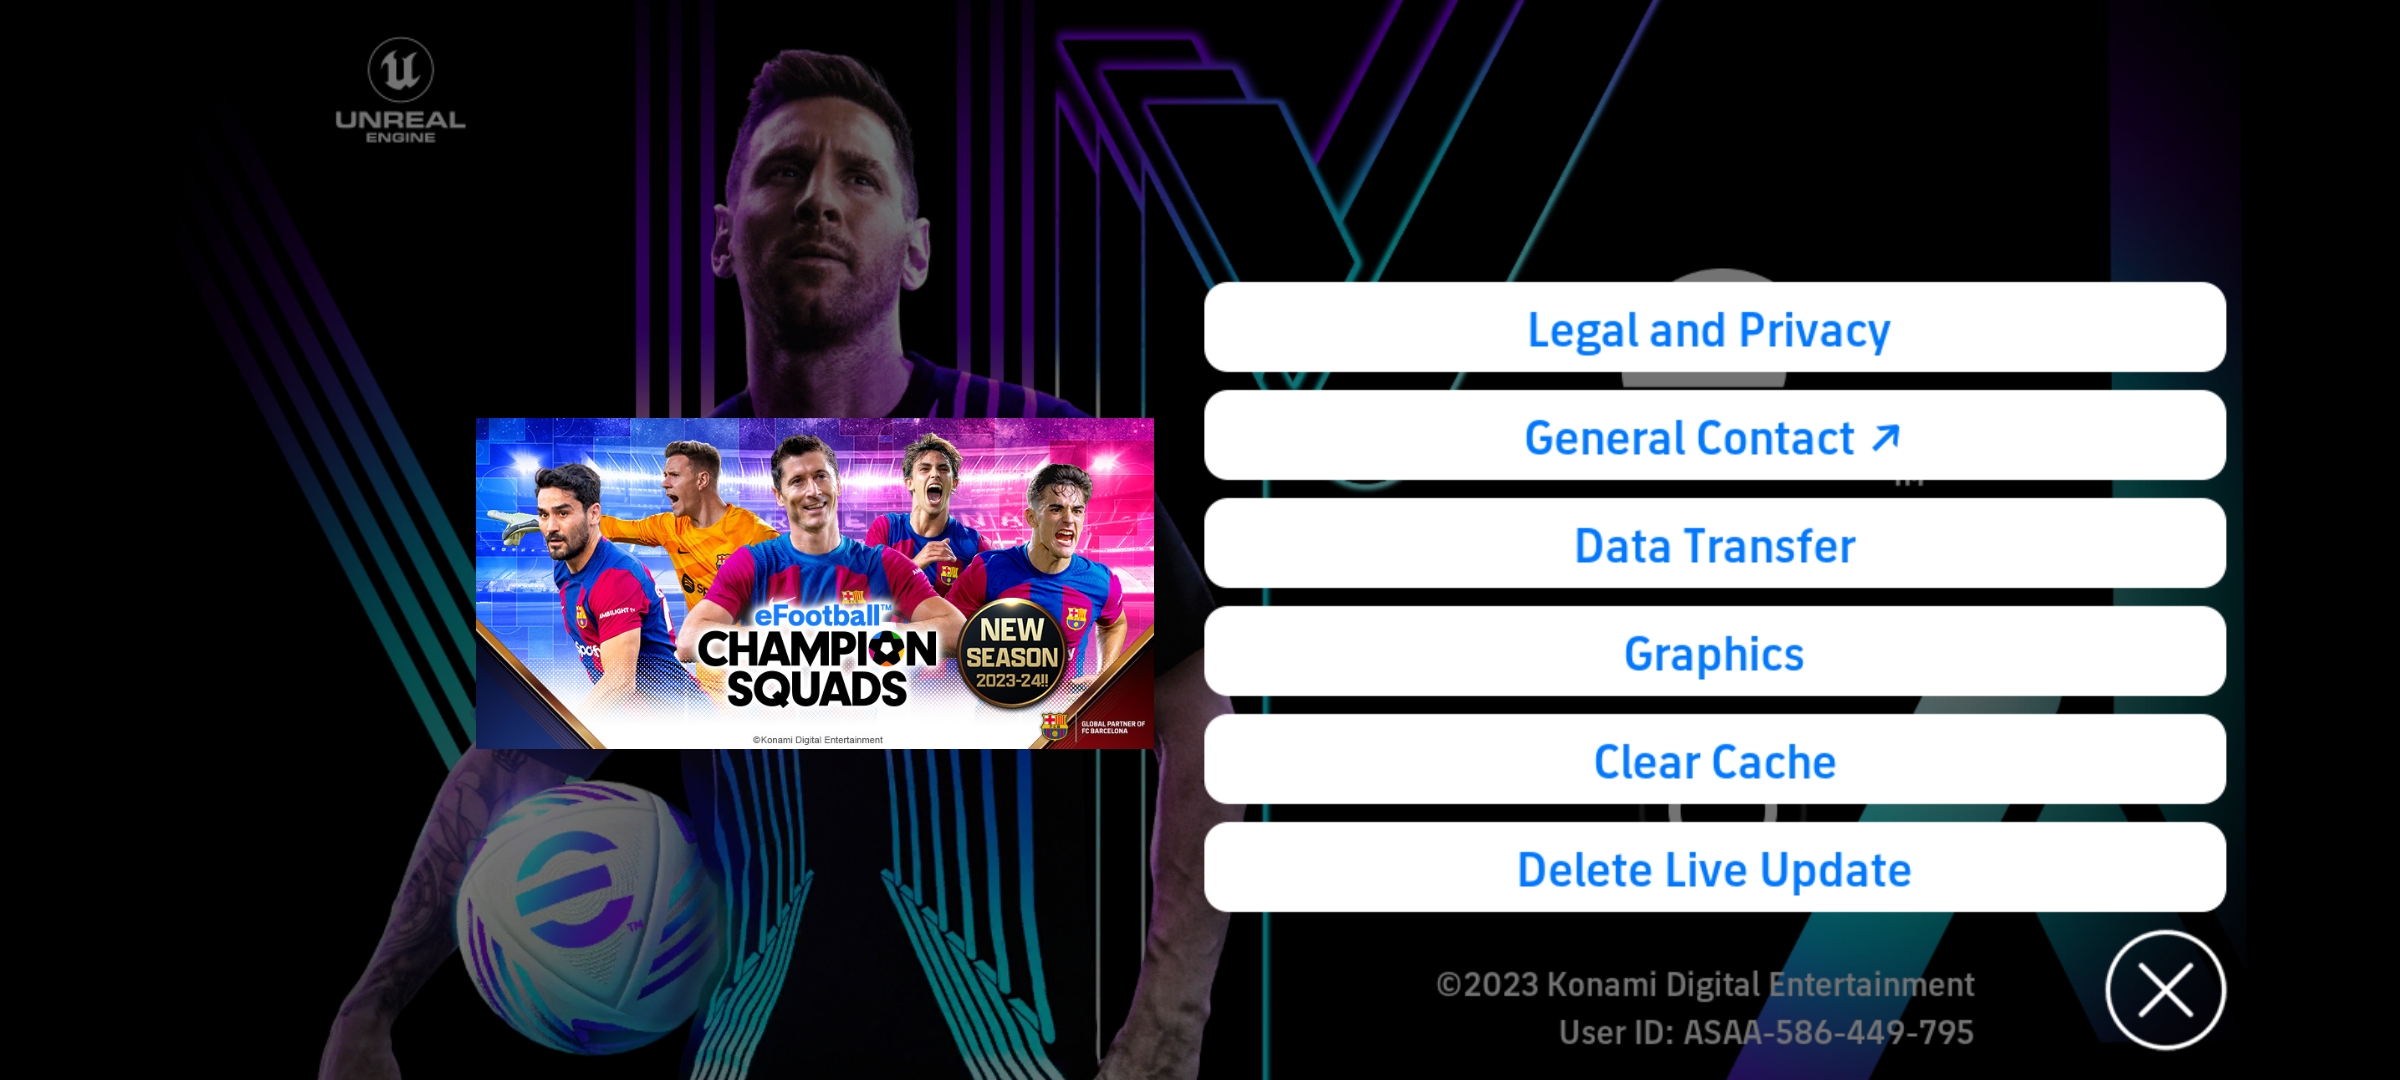 UNREAL
ENGINE
Legal and Privacy
General Contact ↗
Data Transfer
Graphics
Clear Cache
Delete Live Update
eFootball™
CHAMPION
SQUADS
NEW
SEASON
2023-24!!
GLOBAL PARTNER OF
FC BARCELONA
©Konami Digital Entertainment
©2023 Konami Digital Entertainment
User ID: ASAA-586-449-795